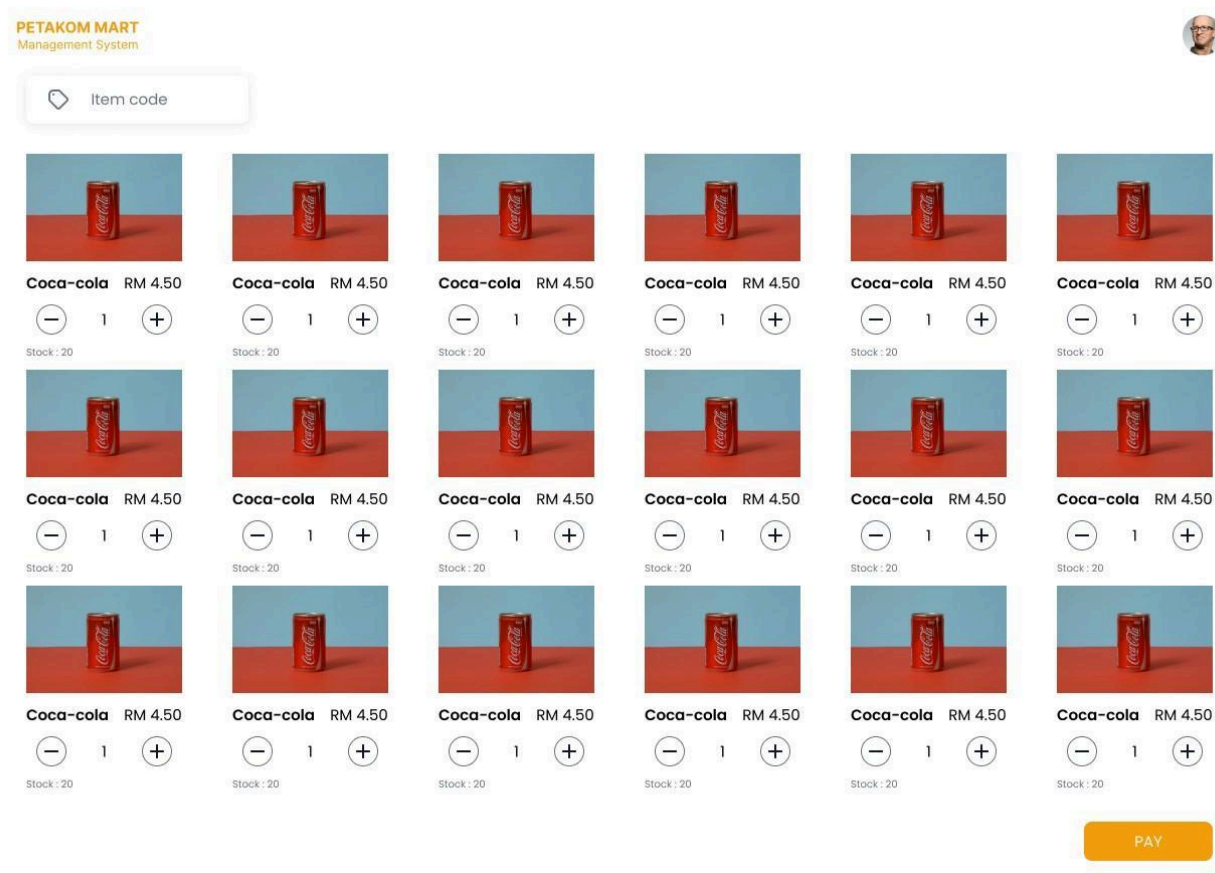 PETAKOM MART
Management System
Item code
Coca-cola RM 4.50 Coca-cola RM 4.50 Coca-cola RM 4.50 Coca-cola RM 4.50 Coca-cola RM 4.50 Coca-cola RM 4.50
1 1 1 1 1 1
Stock : 20 Stock : 20 Stock : 20 Stock : 20 Stock : 20 Stock : 20
Coca-cola RM 4.50 Coca-cola RM 4.50 Coca-cola RM 4.50 Coca-cola RM 4.50 Coca-cola RM 4.50 Coca-cola RM 4.50
1 1 1 1 1 1
Stock : 20 Stock : 20 Stock : 20 Stock : 20 Stock : 20 Stock : 20
Coca-cola RM 4.50 Coca-cola RM 4.50 Coca-cola RM 4.50 Coca-cola RM 4.50 Coca-cola RM 4.50 Coca-cola RM 4.50
1 1 1 1 1 1
Stock : 20 Stock : 20 Stock : 20 Stock : 20 Stock : 20 Stock : 20
PAY